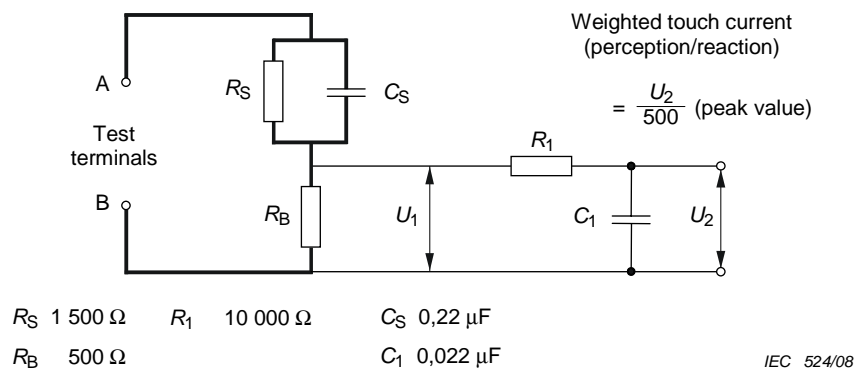 Weighted touch current
(perception/reaction)
= U2/500 (peak value)
A
RS
CS
Test
terminals
R1
B
RB
U1
C1
U2
RS 1 500 Ω R1 10 000 Ω CS 0,22 μF
RB 500 Ω C1 0,022 μF
IEC 524/08